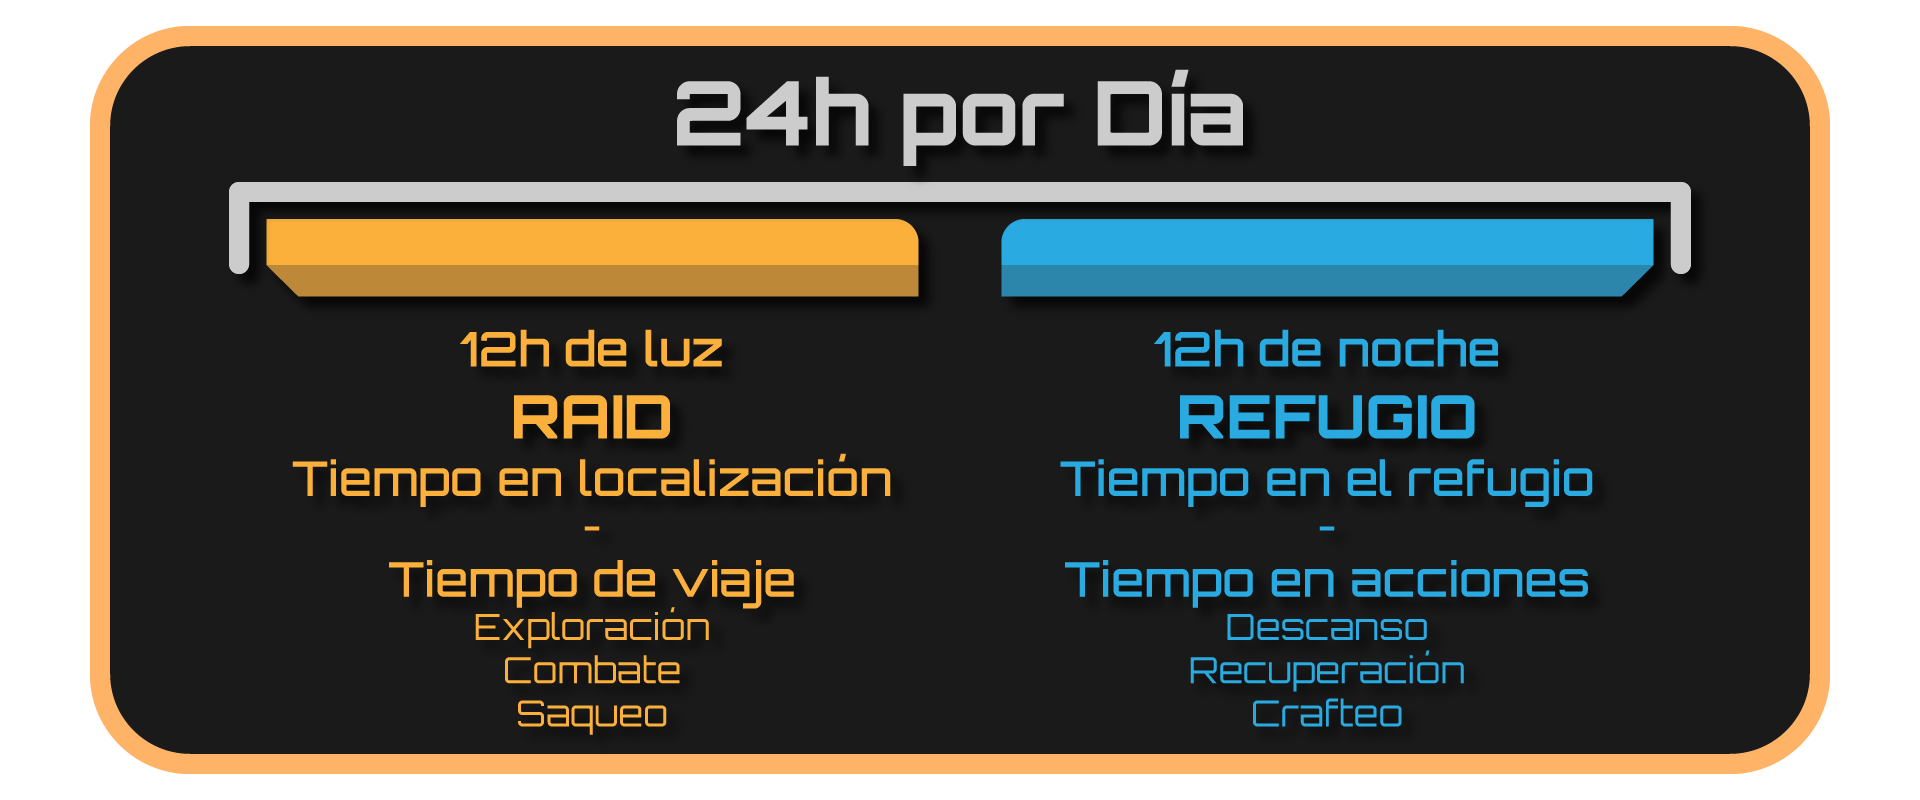 24h por Día
12h de luz
RAID
Tiempo en localización
-
Tiempo de viaje
Exploración
Combate
Saqueo
12h de noche
REFUGIO
Tiempo en el refugio
-
Tiempo en acciones
Descanso
Recuperación
Crafteo